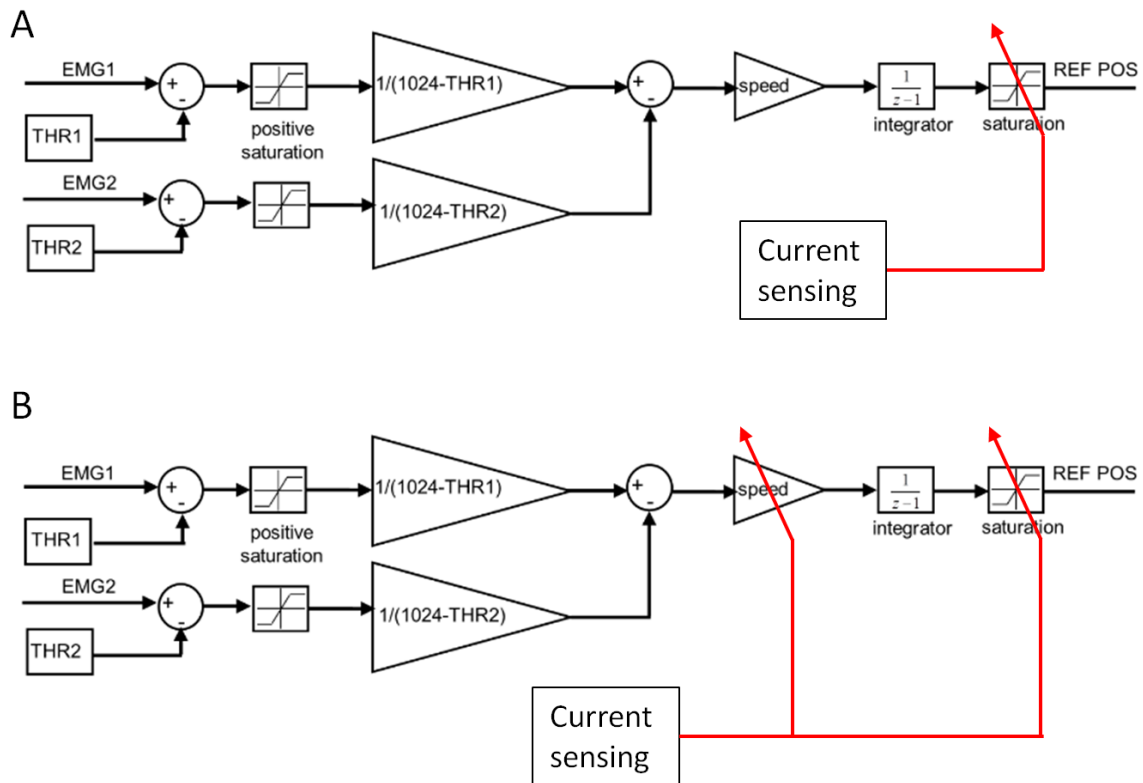 A
EMG1
+
-
THR1
positive
saturation
1/(1024-THR1)
+
-
speed
1
z-1
integrator
saturation
REF POS
EMG2
+
-
THR2
1/(1024-THR2)
Current
sensing
B
EMG1
+
-
THR1
positive
saturation
1/(1024-THR1)
+
-
speed
1
z-1
integrator
saturation
REF POS
EMG2
+
-
THR2
1/(1024-THR2)
Current
sensing